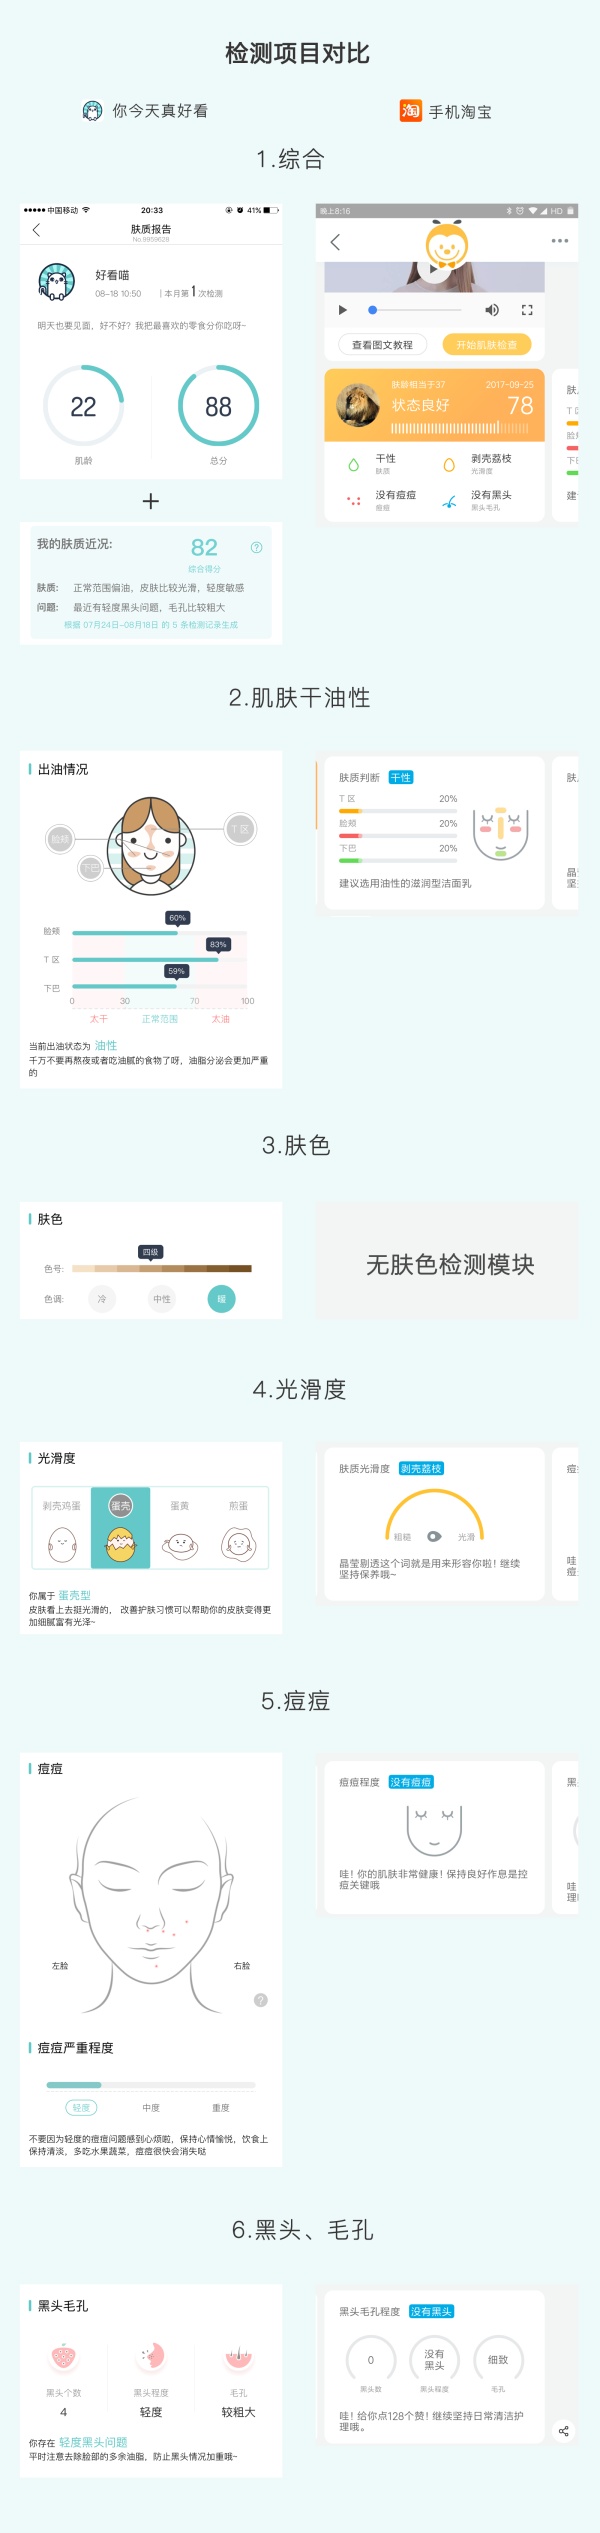 检测项目对比
你今天真好看
手机淘宝
1.综合
中国移动 20:33 41%
肤质报告
No.9959628
好看喵
08-18 10:50 | 本月第1次检测
明天也要见面，好不好？我把最喜欢的零食分你吃呀~
22
88
肌龄
总分
+
我的肤质近况:
82
综合得分
肤质: 正常范围偏油，皮肤比较光滑，轻度敏感
问题: 最近有轻度黑头问题，毛孔比较粗大
根据 07月24日-08月18日 的 5 条检测记录生成
晚上8:16 HD
查看图文教程
开始肌肤检查
肤龄相当于37 2017-09-25
状态良好 78
干性
肤质
剥壳荔枝
光滑度
没有痘痘
痘痘
没有黑头
黑头毛孔
肤
T
脸
下
建
2.肌肤干油性
出油情况
脸颊
T 区
下巴
60%
脸颊
83%
T 区
59%
下巴
0 30 70 100
太干 正常范围 太油
当前出油状态为 油性
千万不要再熬夜或者吃油腻的食物了呀，油脂分泌会更加严重
的
肤质判断 干性
T 区 20%
脸颊 20%
下巴 20%
建议选用油性的滋润型洁面乳
肤
晶
坚
3.肤色
肤色
四级
色号:
色调: 冷 中性 暖
无肤色检测模块
4.光滑度
光滑度
剥壳鸡蛋 蛋壳 蛋黄 煎蛋
你属于 蛋壳型
皮肤看上去挺光滑的， 改善护肤习惯可以帮助你的皮肤变得更
加细腻富有光泽~
肤质光滑度 剥壳荔枝
粗糙 光滑
晶莹剔透这个词就是用来形容你啦！继续
坚持保养哦~
痘
哇
痘
5.痘痘
痘痘
左脸 右脸
?
痘痘严重程度
轻度 中度 重度
不要因为轻度的痘痘问题感到心烦啦，保持心情愉悦，饮食上
保持清淡，多吃水果蔬菜，痘痘很快会消失哒
痘痘程度 没有痘痘
哇！你的肌肤非常健康！保持良好作息是控
痘关键哦
黑
哇
理
6.黑头、毛孔
黑头毛孔
黑头个数 黑头程度 毛孔
4 轻度 较粗大
你存在 轻度黑头问题
平时注意去除脸部的多余油脂，防止黑头情况加重哦~
黑头毛孔程度 没有黑头
0
没有
黑头
细致
黑头数 黑头程度 毛孔
哇！给你点128个赞！继续坚持日常清洁护
理哦。